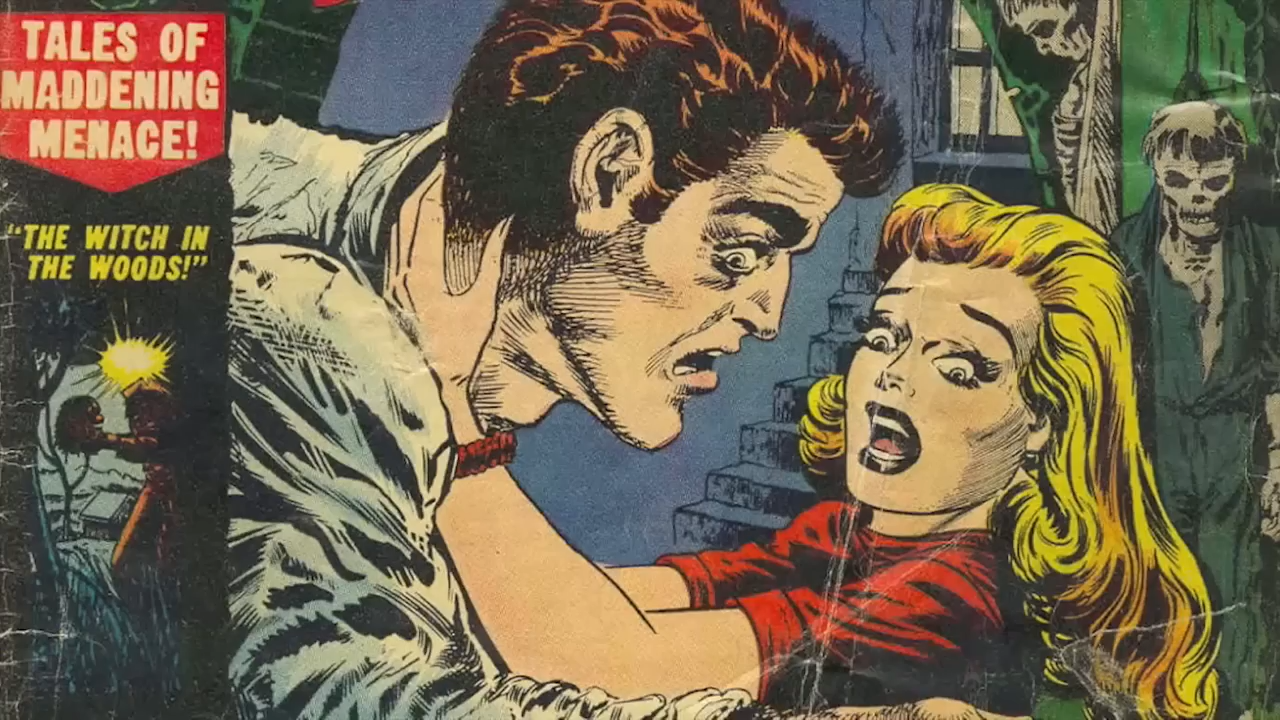 TALES OF
MADDENING
MENACE!
"THE WITCH IN
THE WOODS!"